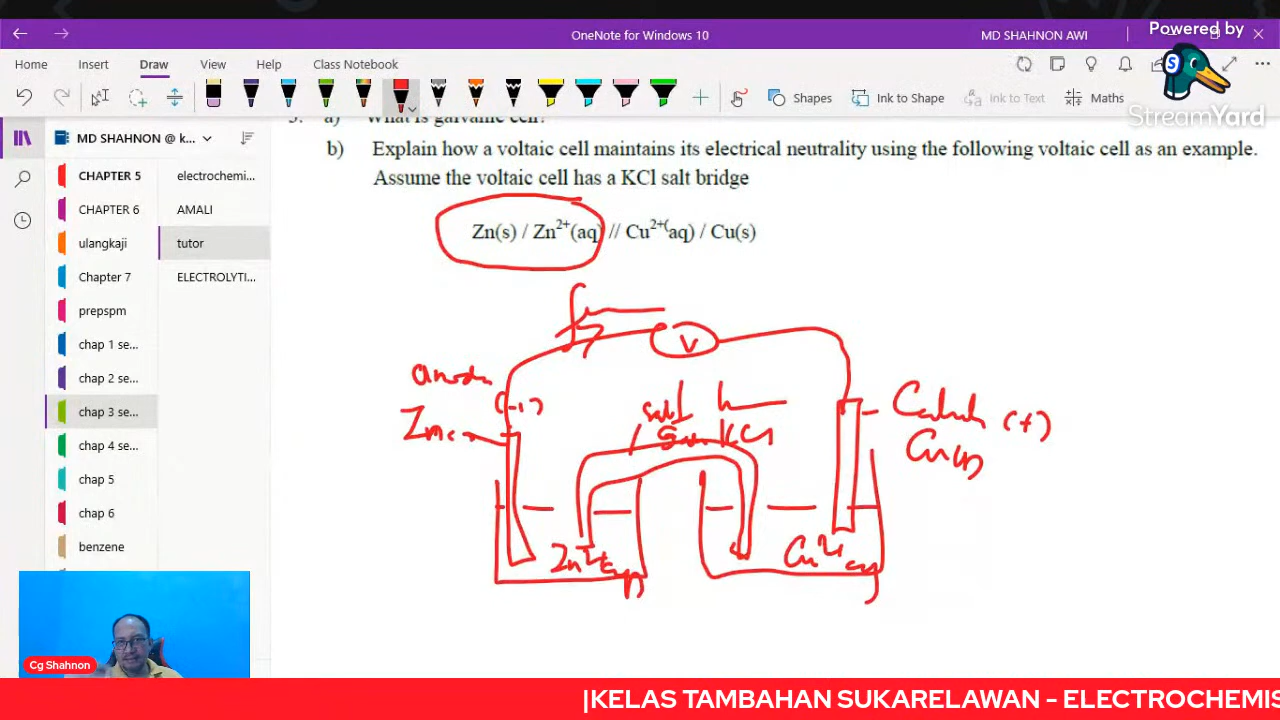 OneNote for Windows 10
MD SHAHNON AWI
Powered by
StreamYard
Home Insert Draw View Help Class Notebook
Shapes
Ink to Shape
Ink to Text
Maths
MD SHAHNON @ k...
CHAPTER 5
CHAPTER 6
ulangkaji
Chapter 7
prepspm
chap 1 se...
chap 2 se...
chap 3 se...
chap 4 se...
chap 5
chap 6
benzene
electrochemi...
AMALI
tutor
ELECTROLYTI...
a) What is galvanic cell?
b) Explain how a voltaic cell maintains its electrical neutrality using the following voltaic cell as an example.
Assume the voltaic cell has a KCl salt bridge
Zn(s) / Zn²⁺(aq) // Cu²⁺(aq) / Cu(s)
V
(-)
salt
KCl
(+)
Cu(s)
Zn²⁺
Cu²⁺
Cg Shahnon
|KELAS TAMBAHAN SUKARELAWAN - ELECTROCHEMIS